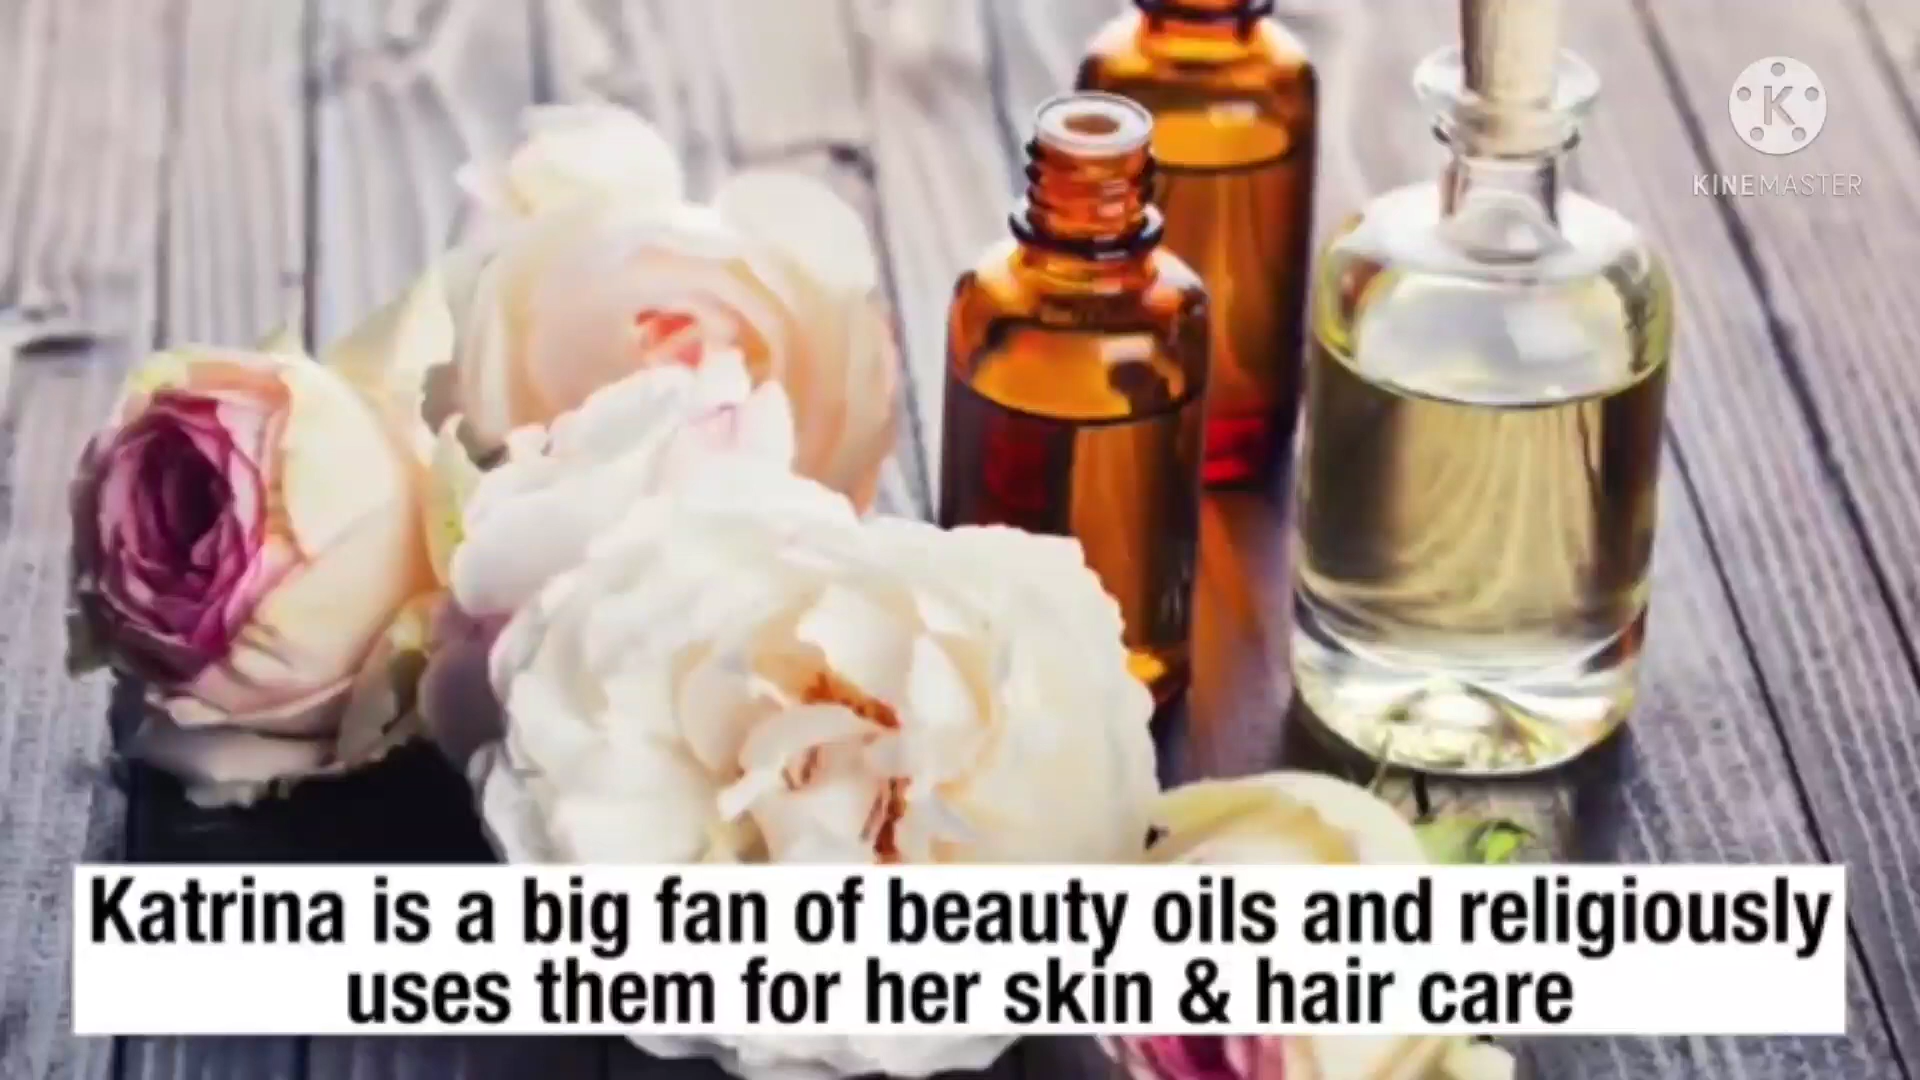 K
KINEMASTER
Katrina is a big fan of beauty oils and religiously
uses them for her skin & hair care